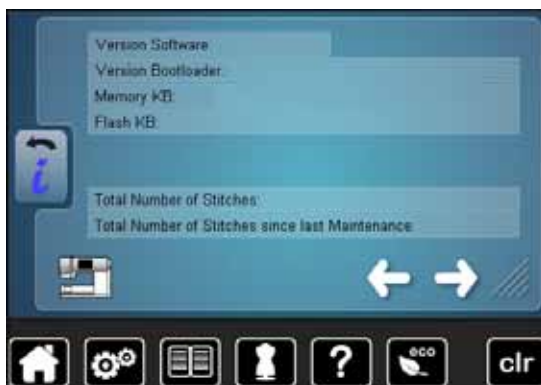 Version Software
Version Bootloader:
Memory KB:
Flash KB:
i
Total Number of Stitches:
Total Number of Stitches since last Maintenance:
?
eco
clr